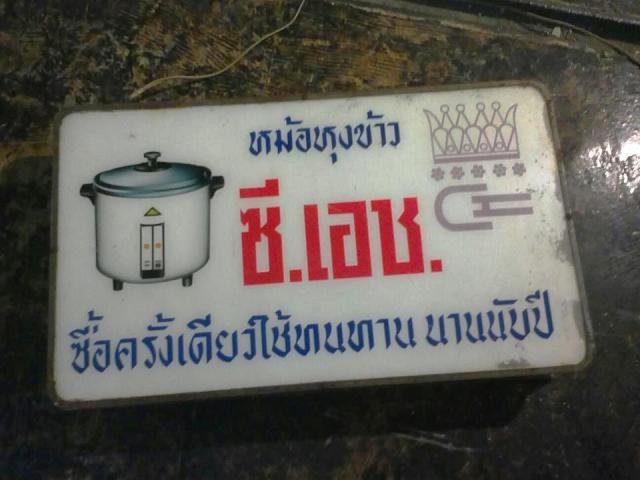 หม้อหุงข้าว
ซี.เอช.
CH
ซื้อครั้งเดียวใช้ทนทาน นานนับปี